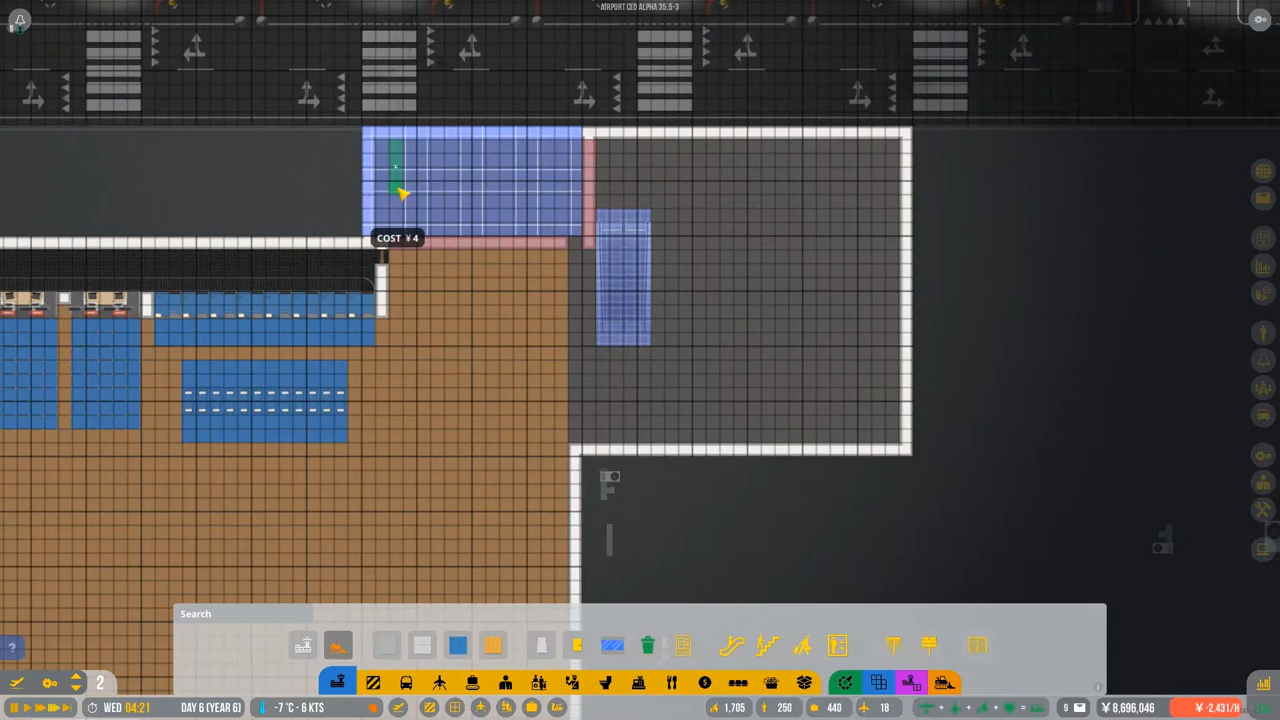 AIRPORT CEO ALPHA 35.5-3
6
COST ¥4
Search
?
2
WED 04:21
DAY 6 (YEAR 6)
-7 °C - 6 KTS
1,705
250
440
18
9
¥ 8,696,046
¥ -2,431/H